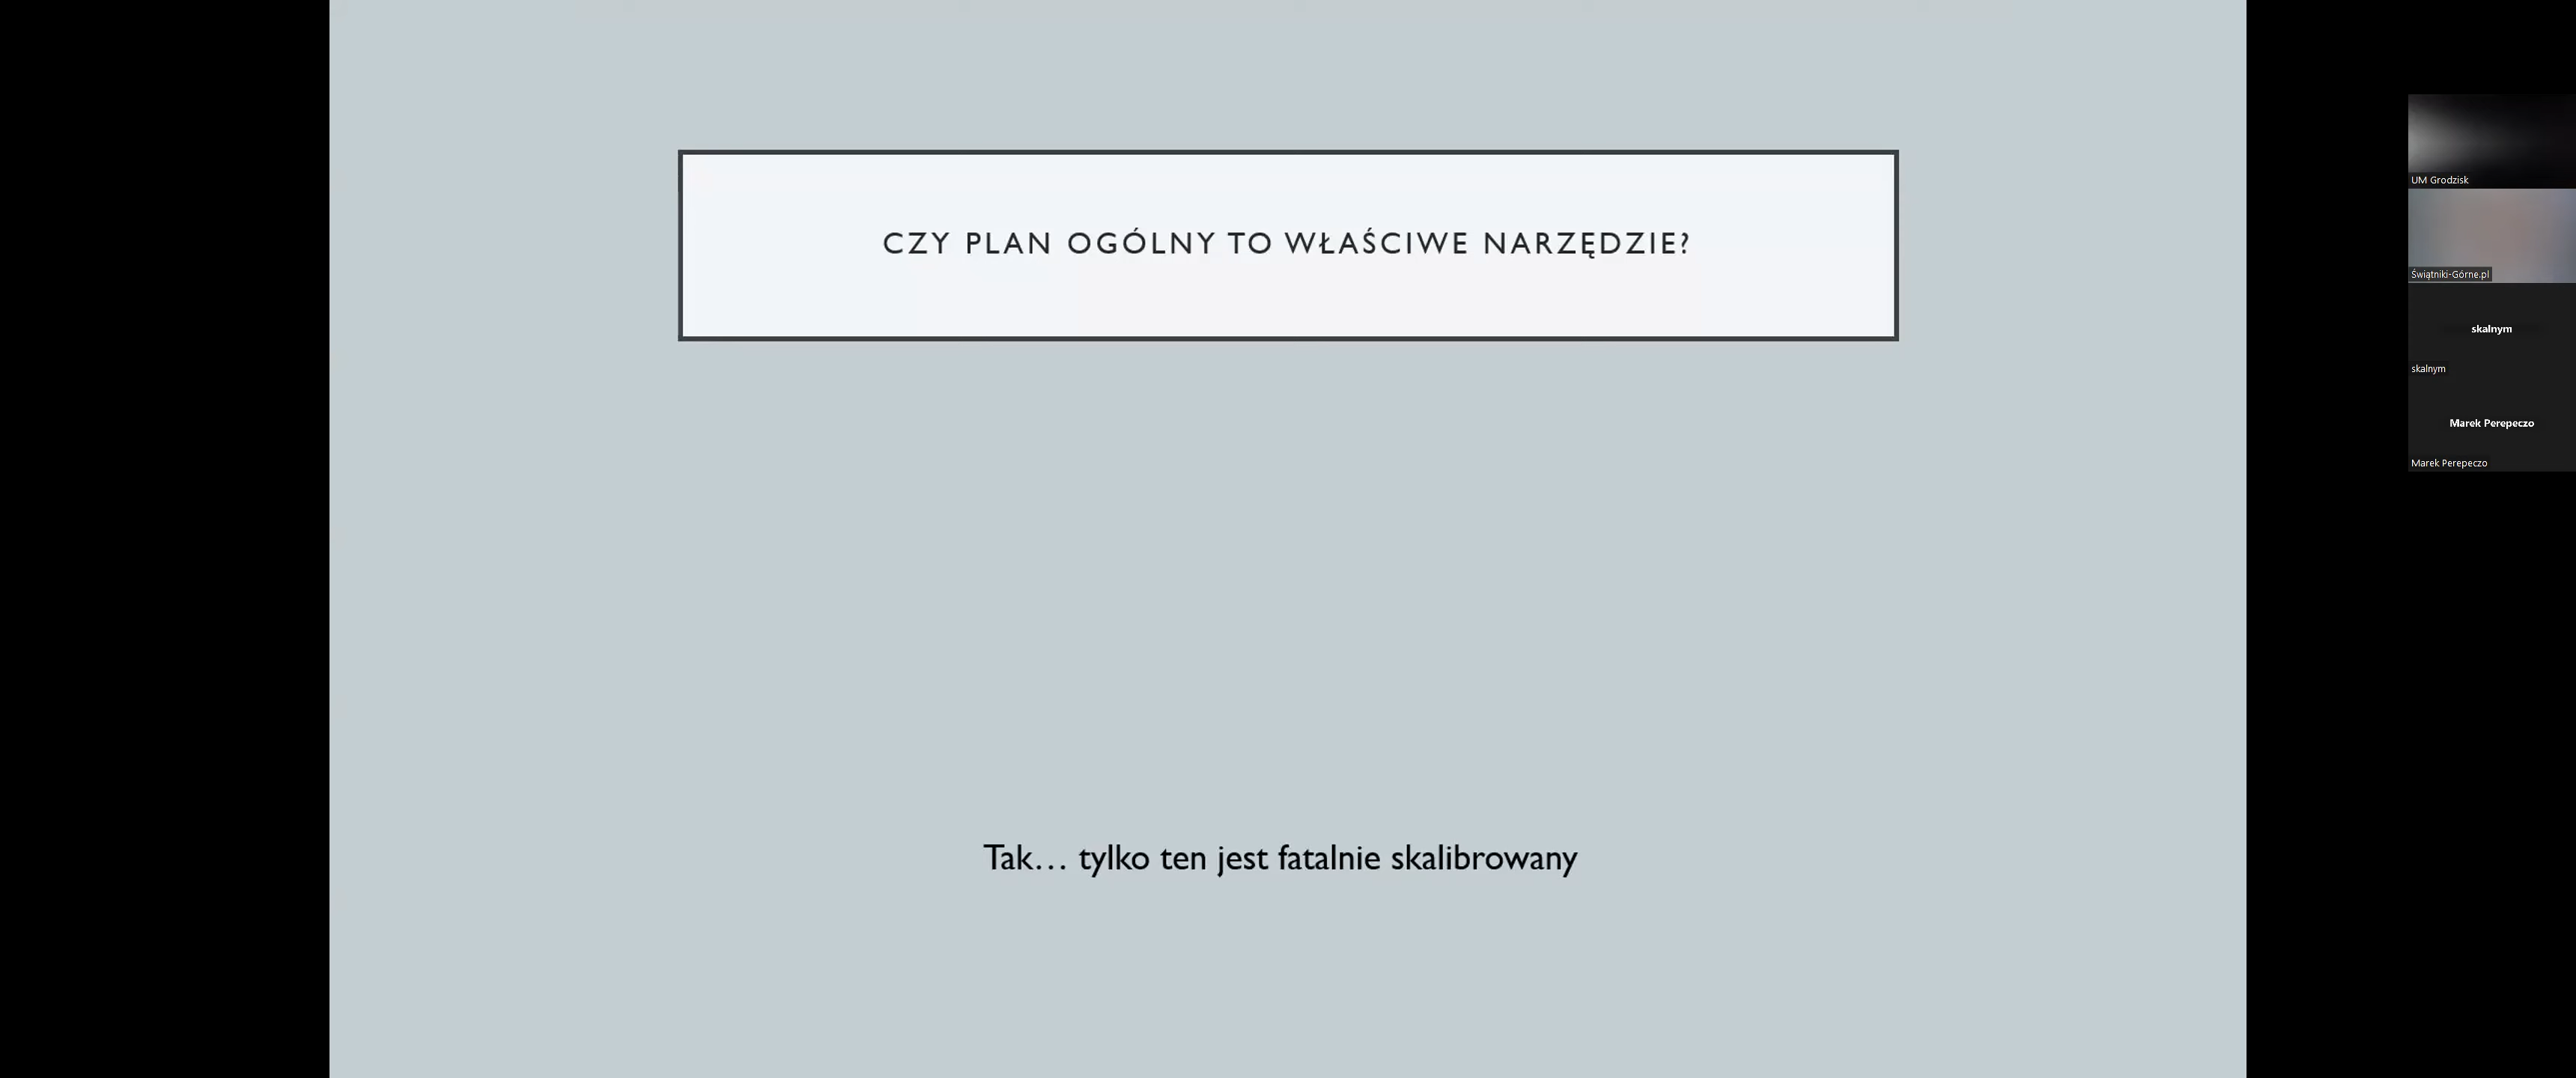 CZY PLAN OGÓLNY TO WŁAŚCIWE NARZĘDZIE?
Tak... tylko ten jest fatalnie skalibrowany
UM Grodzisk
Świątniki-Górne.pl
skalnym
skalnym
Marek Perepeczo
Marek Perepeczo